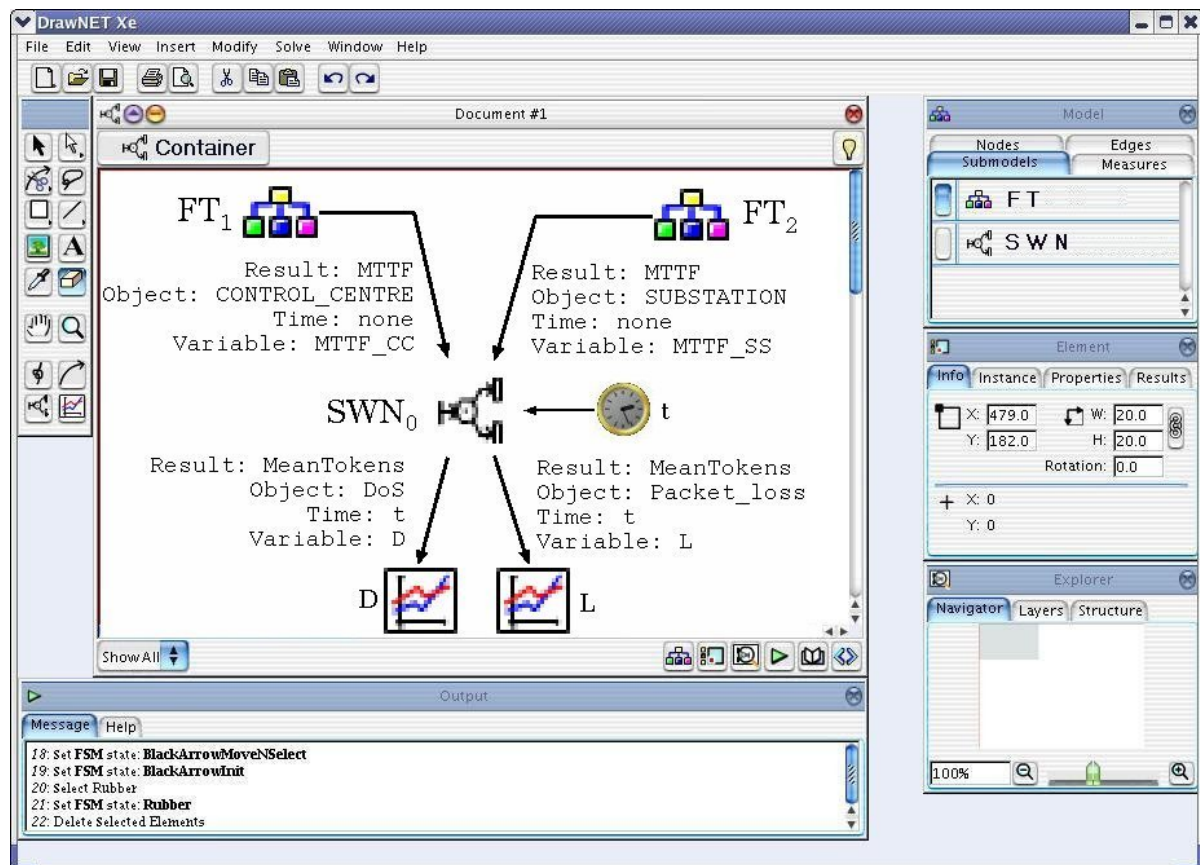 DrawNET Xe
File Edit View Insert Modify Solve Window Help
Document #1
Container
FT1
FT2
Result: MTTF
Object: CONTROL_CENTRE
Time: none
Variable: MTTF_CC
Result: MTTF
Object: SUBSTATION
Time: none
Variable: MTTF_SS
SWN0
t
Result: MeanTokens
Object: DoS
Time: t
Variable: D
Result: MeanTokens
Object: Packet_loss
Time: t
Variable: L
D
L
Show All
A
Model
Nodes Edges
Submodels Measures
FT
SWN
Element
Info Instance Properties Results
X: 479.0 W: 20.0
Y: 182.0 H: 20.0
Rotation: 0.0
X: 0
Y: 0
Explorer
Navigator Layers Structure
100%
Output
Message Help
18: Set FSM state: BlackArrowMoveNSelect
19: Set FSM state: BlackArrowInit
20: Select Rubber
21: Set FSM state: Rubber
22: Delete Selected Elements